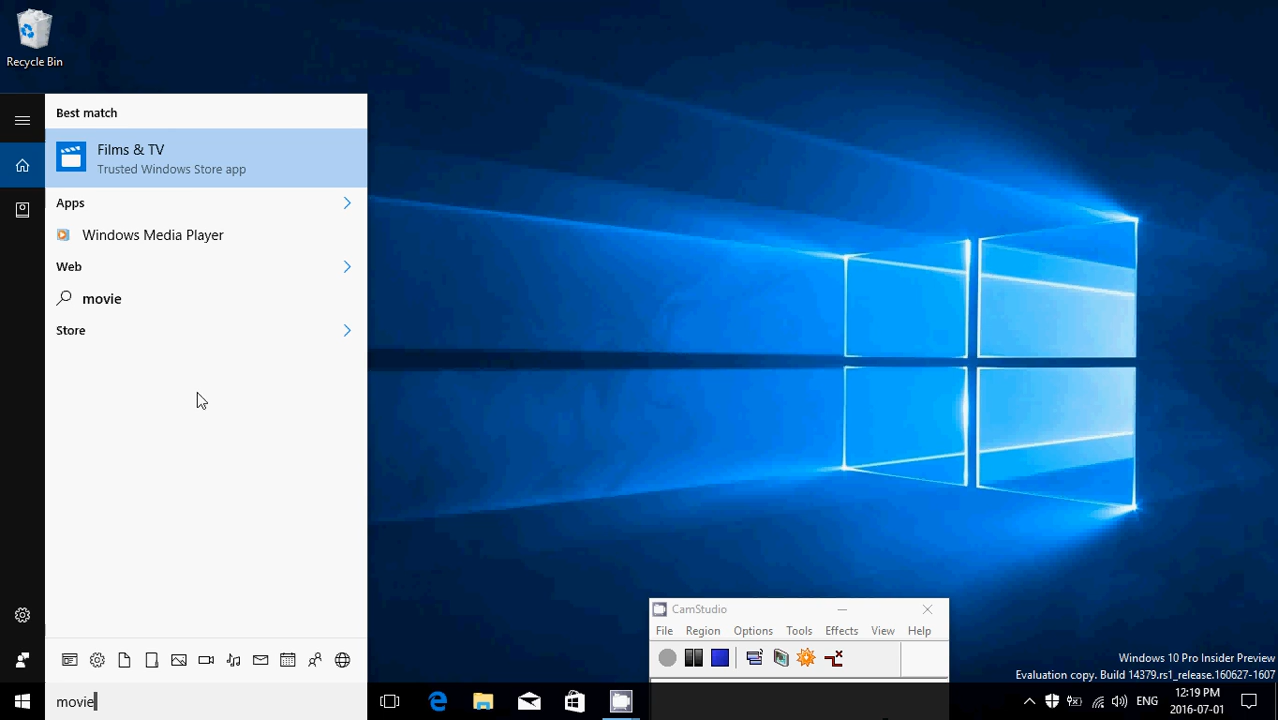 Recycle Bin
Best match
Films & TV
Trusted Windows Store app
Apps
Windows Media Player
Web
movie
Store
CamStudio
File Region Options Tools Effects View Help
Windows 10 Pro Insider Preview
Evaluation copy. Build 14379.rs1_release.160627-1607
movie
ENG
12:19 PM
2016-07-01